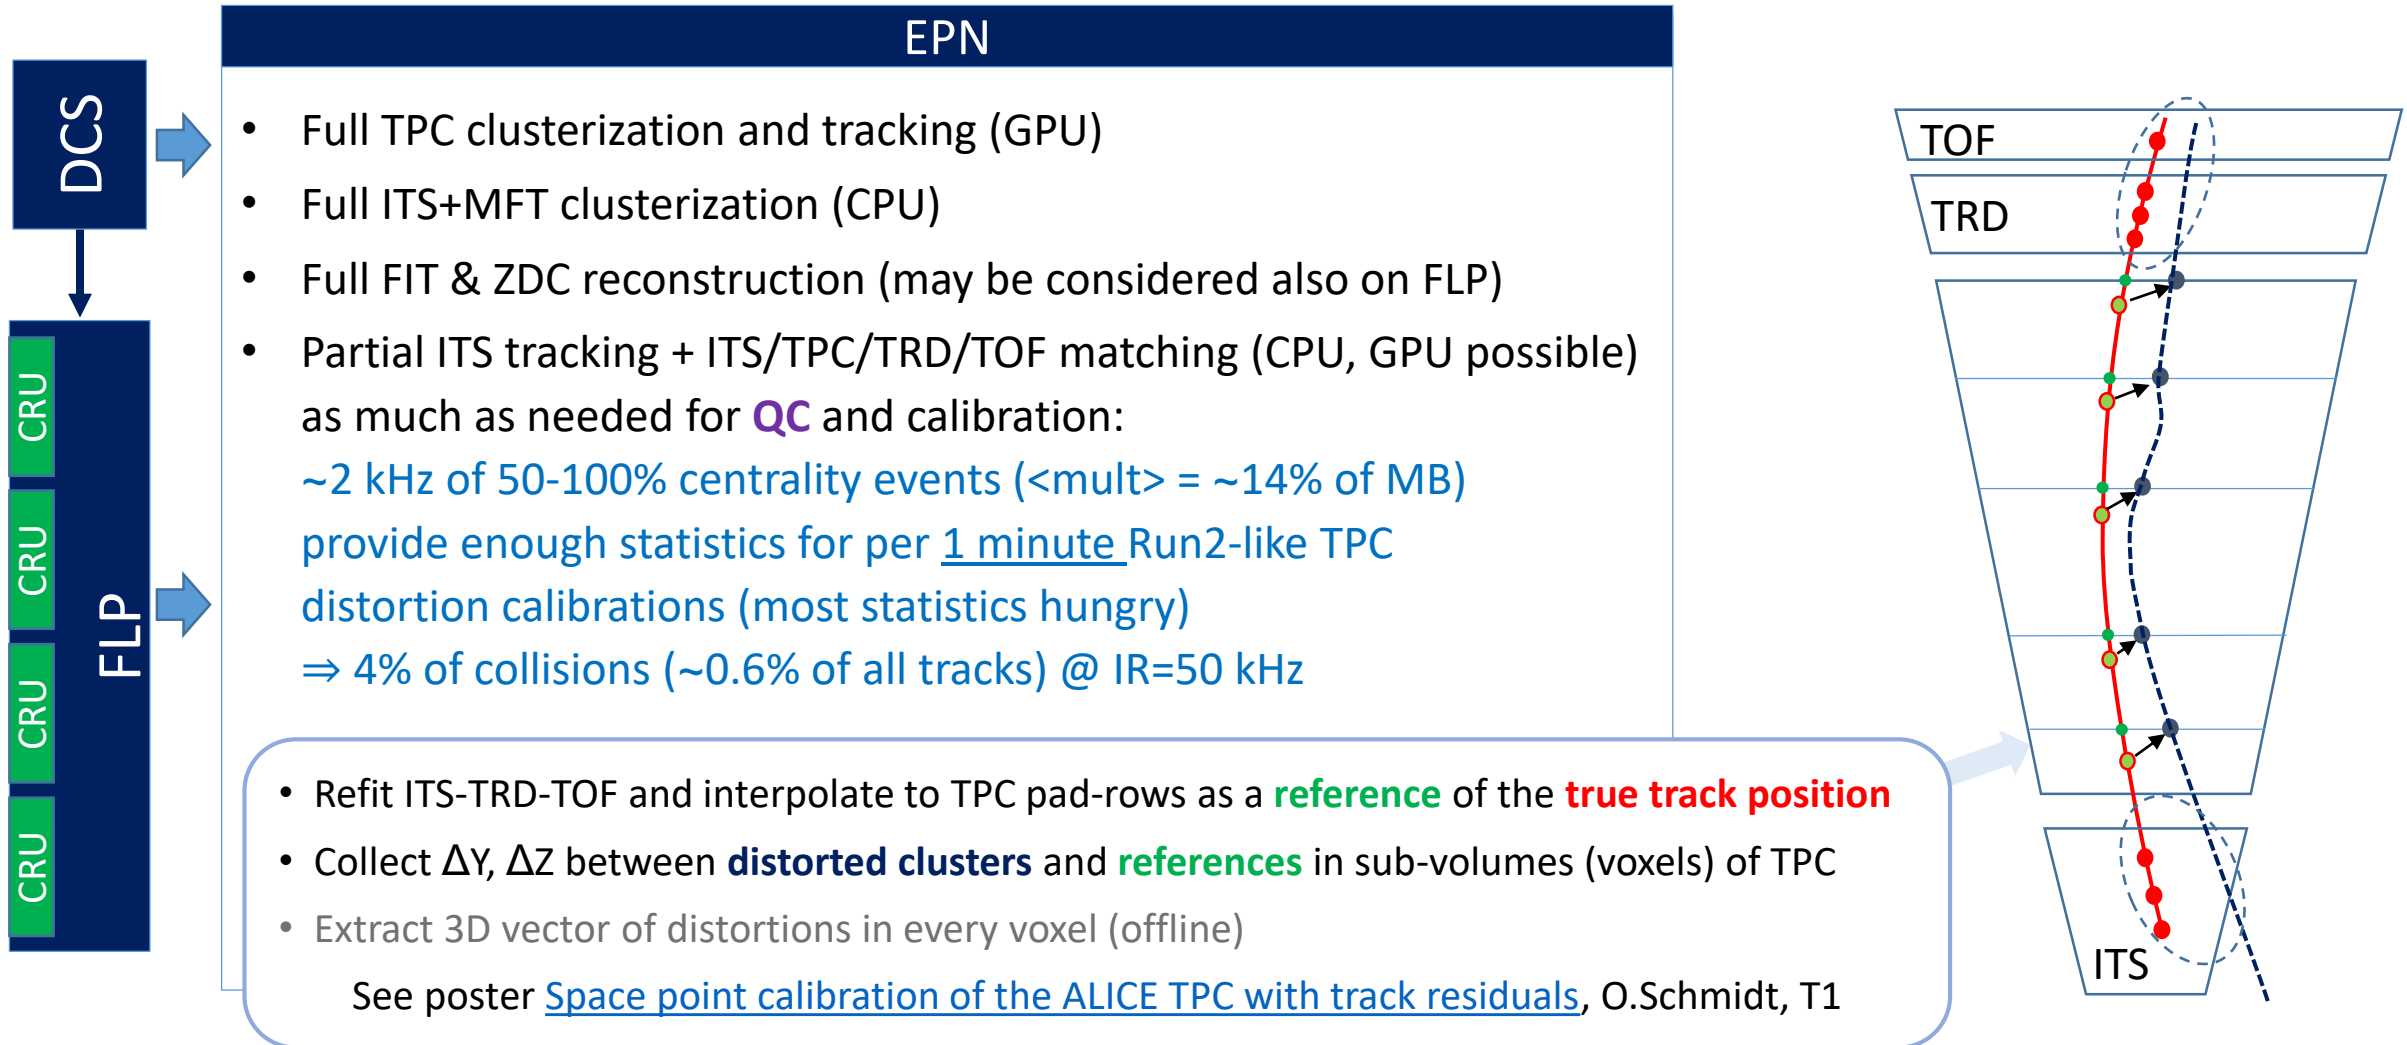 EPN
DCS
• Full TPC clusterization and tracking (GPU)
• Full ITS+MFT clusterization (CPU)
• Full FIT & ZDC reconstruction (may be considered also on FLP)
• Partial ITS tracking + ITS/TPC/TRD/TOF matching (CPU, GPU possible)
as much as needed for QC and calibration:
~2 kHz of 50-100% centrality events (<mult> = ~14% of MB)
provide enough statistics for per 1 minute Run2-like TPC
distortion calibrations (most statistics hungry)
⇒ 4% of collisions (~0.6% of all tracks) @ IR=50 kHz
CRU
CRU
CRU
CRU
FLP
• Refit ITS-TRD-TOF and interpolate to TPC pad-rows as a reference of the true track position
• Collect ΔY, ΔZ between distorted clusters and references in sub-volumes (voxels) of TPC
• Extract 3D vector of distortions in every voxel (offline)
See poster Space point calibration of the ALICE TPC with track residuals, O.Schmidt, T1
TOF
TRD
ITS